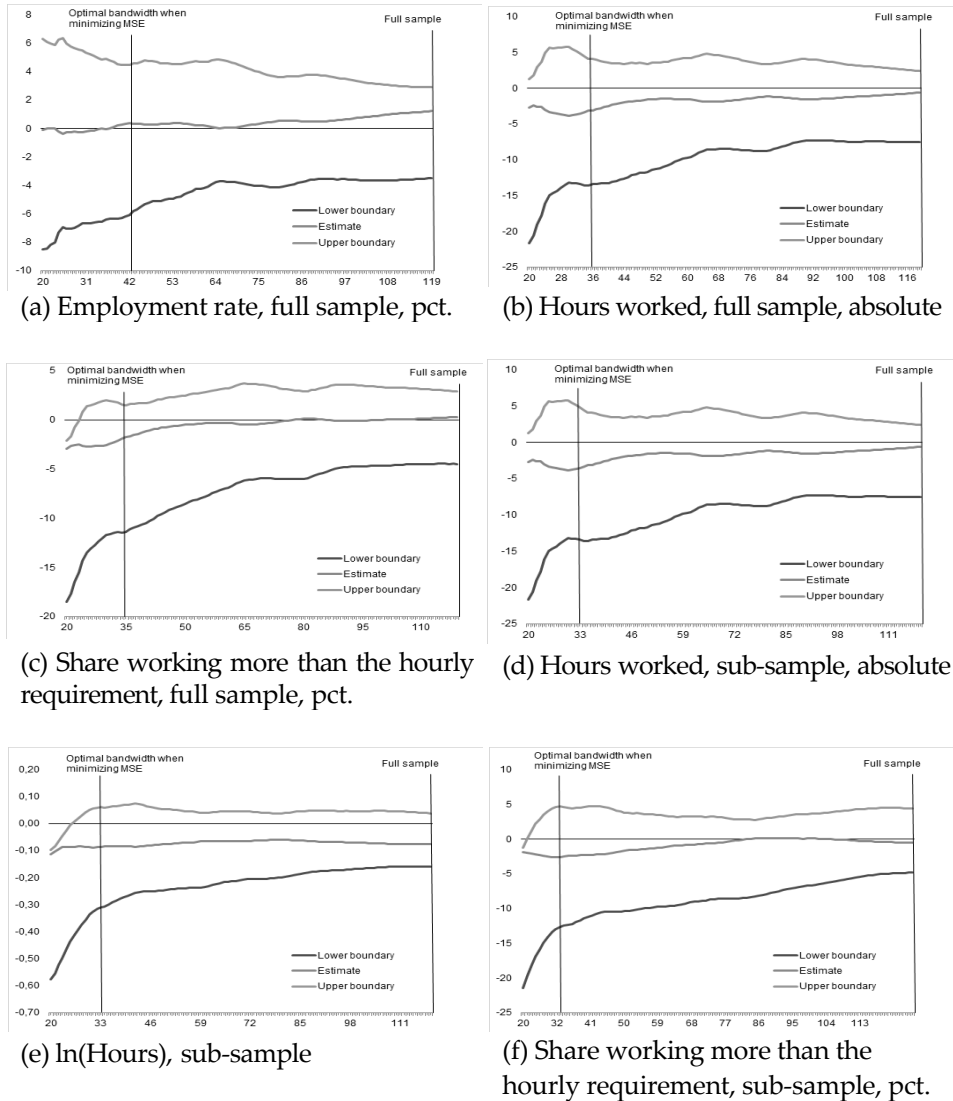 Optimal bandwidth when
minimizing MSE
Full sample
8
6
4
2
0
-2
-4
-6
-8
-10
Lower boundary
Estimate
Upper boundary
20 31 42 53 64 75 86 97 108 119
(a) Employment rate, full sample, pct.
Optimal bandwidth when
minimizing MSE
Full sample
10
5
0
-5
-10
-15
-20
-25
Lower boundary
Estimate
Upper boundary
20 28 36 44 52 60 68 76 84 92 100 108 116
(b) Hours worked, full sample, absolute
Optimal bandwidth when
minimizing MSE
Full sample
5
0
-5
-10
-15
-20
Lower boundary
Estimate
Upper boundary
20 35 50 65 80 95 110
(c) Share working more than the hourly
requirement, full sample, pct.
Optimal bandwidth when
minimizing MSE
Full sample
10
5
0
-5
-10
-15
-20
-25
Lower boundary
Estimate
Upper boundary
20 33 46 59 72 85 98 111
(d) Hours worked, sub-sample, absolute
Optimal bandwidth when
minimizing MSE
Full sample
0,20
0,10
0,00
-0,10
-0,20
-0,30
-0,40
-0,50
-0,60
-0,70
Lower boundary
Estimate
Upper boundary
20 33 46 59 72 85 98 111
(e) ln(Hours), sub-sample
Optimal bandwidth when
minimizing MSE
Full sample
10
5
0
-5
-10
-15
-20
-25
Lower boundary
Estimate
Upper boundary
20 32 41 53 66 78 86 96 104 113
(f) Share working more than the
hourly requirement, sub-sample, pct.